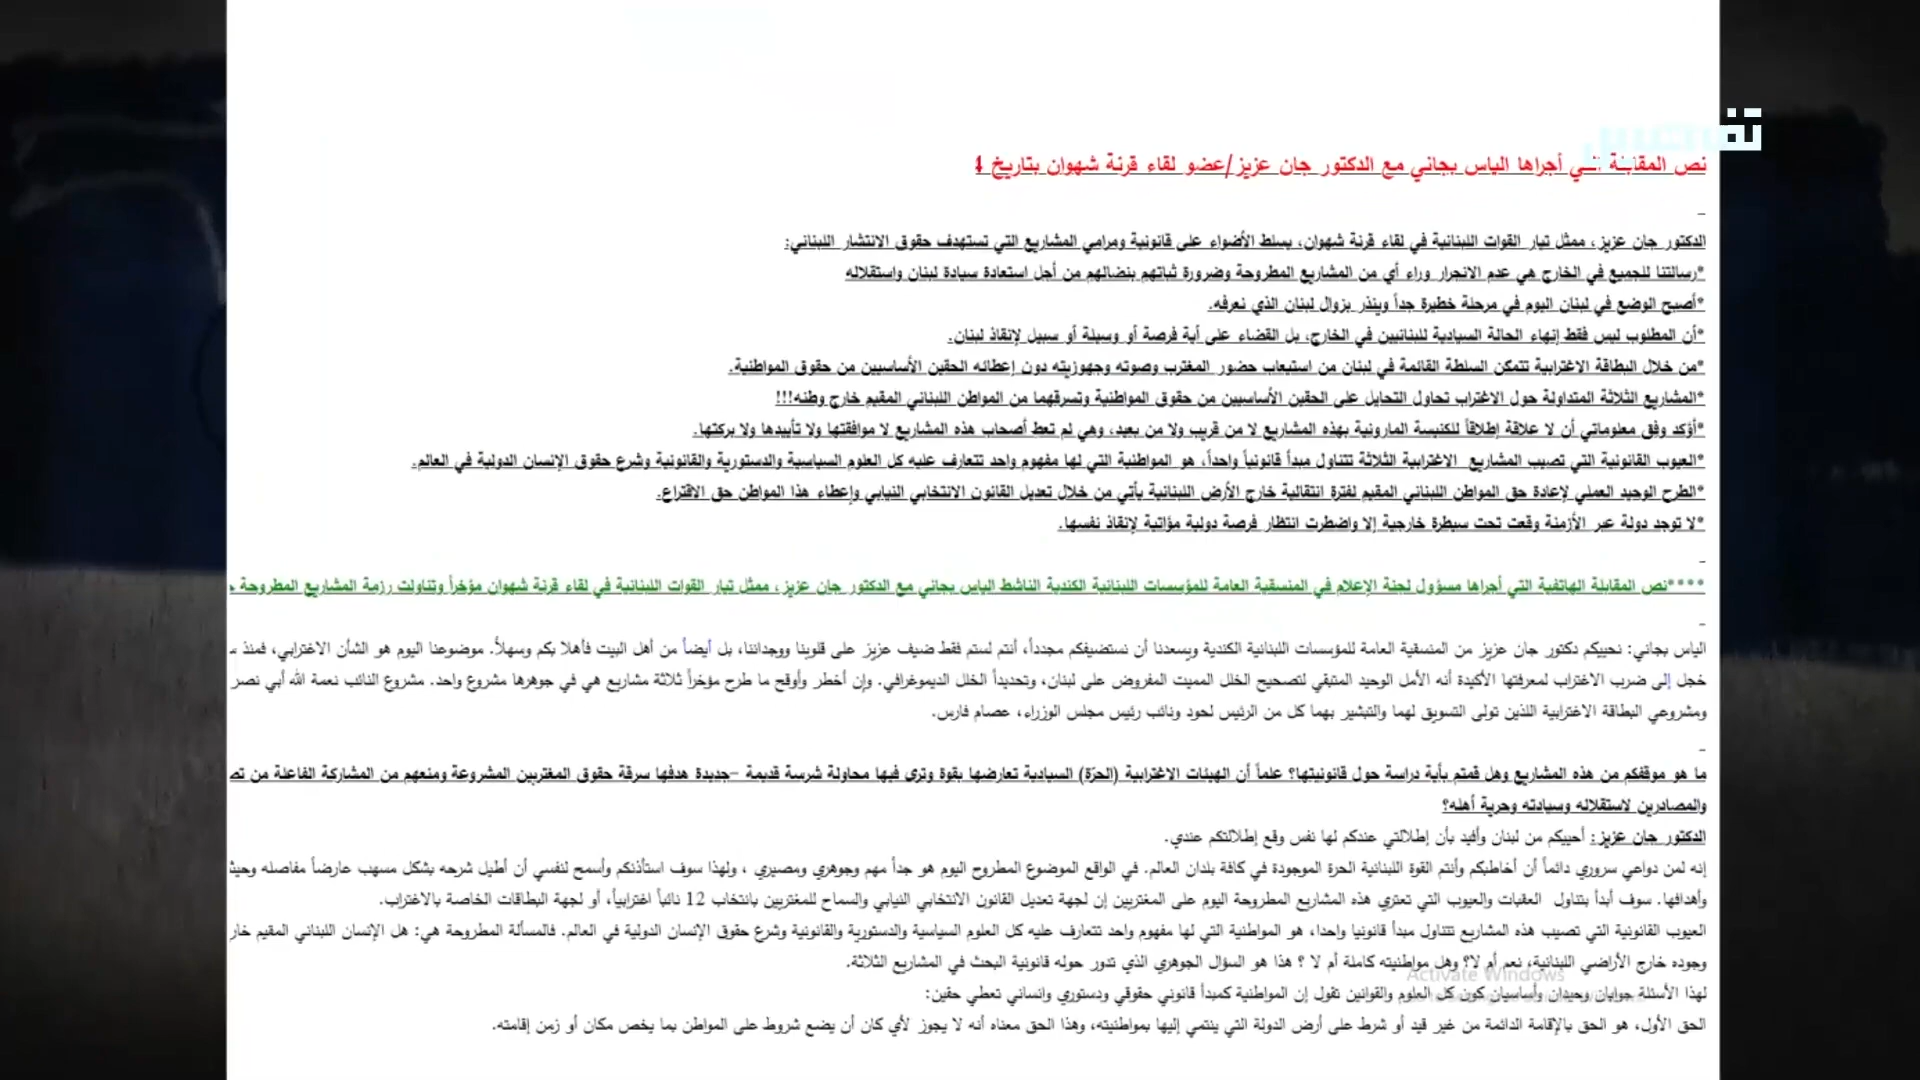 نص المقابلة التي أجراها الياس بجاني مع الدكتور جان عزيز/عضو لقاء قرنة شهوان بتاريخ 4
الدكتور جان عزيز، ممثل تيار القوات اللبنانية في لقاء قرنة شهوان، يسلط الأضواء على قانونية ومرامي المشاريع التي تستهدف حقوق الانتشار اللبناني:
*رسالتنا للجميع في الخارج هي عدم الانجرار وراء أي من المشاريع المطروحة وضرورة ثباتهم بنضالهم من أجل استعادة سيادة لبنان واستقلاله
*أصبح الوضع في لبنان اليوم في مرحلة خطيرة جداً وينذر بزوال لبنان الذي نعرفه.
*أن المطلوب ليس فقط إنهاء الحالة السيادية للبنانيين في الخارج، بل القضاء على أية فرصة أو وسيلة أو سبيل لإنقاذ لبنان.
*من خلال البطاقة الاغترابية تتمكن السلطة القائمة في لبنان من استيعاب حضور المغترب وصوته وجهوزيته دون إعطائه الحقين الأساسيين من حقوق المواطنية.
*المشاريع الثلاثة المتداولة حول الاغتراب تحاول التحايل على الحقين الأساسيين من حقوق المواطنية وتسرقهما من المواطن اللبناني المقيم خارج وطنه!!!
*أؤكد وفق معلوماتي أن لا علاقة إطلاقاً للكنيسة المارونية بهذه المشاريع لا من قريب ولا من بعيد، وهي لم تعط أصحاب هذه المشاريع لا موافقتها ولا تأييدها ولا بركتها.
*العيوب القانونية التي تصيب المشاريع الاغترابية الثلاثة تتناول مبدأ قانونياً واحداً، هو المواطنية التي لها مفهوم واحد تتعارف عليه كل العلوم السياسية والدستورية والقانونية وشرع حقوق الإنسان الدولية في العالم.
*الطرح الوحيد العملي لإعادة حق المواطن اللبناني المقيم لفترة انتقالية خارج الأرض اللبنانية يأتي من خلال تعديل القانون الانتخابي النيابي وإعطاء هذا المواطن حق الاقتراع.
*لا توجد دولة عبر الأزمنة وقعت تحت سيطرة خارجية إلا واضطرت انتظار فرصة دولية مؤاتية لإنقاذ نفسها.
****نص المقابلة الهاتفية التي أجراها مسؤول لجنة الإعلام في المنسقية العامة للمؤسسات اللبنانية الكندية الناشط الياس بجاني مع الدكتور جان عزيز، ممثل تيار القوات اللبنانية في لقاء قرنة شهوان مؤخراً وتناولت رزمة المشاريع المطروحة
الياس بجاني: نحييكم دكتور جان عزيز من المنسقية العامة للمؤسسات اللبنانية الكندية ويسعدنا أن نستضيفكم مجدداً، أنتم لستم فقط ضيف عزيز على قلوبنا ووجداننا، بل أيضاً من أهل البيت فأهلا بكم وسهلاً. موضوعنا اليوم هو الشأن الاغترابي، فمنذ
خجل إلى ضرب الاغتراب لمعرفتها الأكيدة أنه الأمل الوحيد المتبقي لتصحيح الخلل المميت المفروض على لبنان، وتحديداً الخلل الديموغرافي. وإن أخطر وأوقح ما طرح مؤخراً ثلاثة مشاريع هي في جوهرها مشروع واحد. مشروع النائب نعمة الله أبي نصر
ومشروعي البطاقة الاغترابية اللذين تولى التسويق لهما والتبشير بهما كل من الرئيس لحود ونائب رئيس مجلس الوزراء، عصام فارس.
ما هو موقفكم من هذه المشاريع وهل قمتم بأية دراسة حول قانونيتها؟ علماً أن الهيئات الاغترابية (الحرّة) السيادية تعارضها بقوة وترى فيها محاولة شرسة قديمة –جديدة هدفها سرقة حقوق المغتربين المشروعة ومنعهم من المشاركة الفاعلة من
والمصادرين لاستقلاله وسيادته وحرية أهله؟
الدكتور جان عزيز: أحييكم من لبنان وأفيد بأن إطلالتي عندكم لها نفس وقع إطلالتكم عندي.
إنه لمن دواعي سروري دائماً أن أخاطبكم وأنتم القوة اللبنانية الحرة الموجودة في كافة بلدان العالم. في الواقع الموضوع المطروح اليوم هو جداً مهم وجوهري ومصيري ، ولهذا سوف استأذنكم وأسمح لنفسي أن أطيل شرحه بشكل مسهب عارضاً مفاصله
وأهدافها. سوف أبدأ بتناول العقبات والعيوب التي تعتري هذه المشاريع المطروحة اليوم على المغتربين إن لجهة تعديل القانون الانتخابي النيابي والسماح للمغتربين بانتخاب 12 نائباً اغترابياً، أو لجهة البطاقات الخاصة بالاغتراب.
العيوب القانونية التي تصيب هذه المشاريع تتناول مبدأ قانونيا واحدا، هو المواطنية التي لها مفهوم واحد تتعارف عليه كل العلوم السياسية والدستورية والقانونية وشرع حقوق الإنسان الدولية في العالم. فالمسألة المطروحة هي: هل الإنسان اللبناني المقيم
وجوده خارج الأراضي اللبنانية، نعم أم لا؟ وهل مواطنيته كاملة أم لا ؟ هذا هو السؤال الجوهري الذي تدور حوله قانونية البحث في المشاريع الثلاثة.
Activate Windows
لهذا الأسئلة جوابان وحيدان وأساسيان كون كل العلوم والقوانين تقول إن المواطنية كمبدأ قانوني حقوقي ودستوري وانساني تعطي حقين:
الحق الأول، هو الحق بالإقامة الدائمة من غير قيد أو شرط على أرض الدولة التي ينتمي إليها بمواطنيته، وهذا الحق معناه أنه لا يجوز لأي كان أن يضع شروط على المواطن بما يخص مكان أو زمن إقامته.